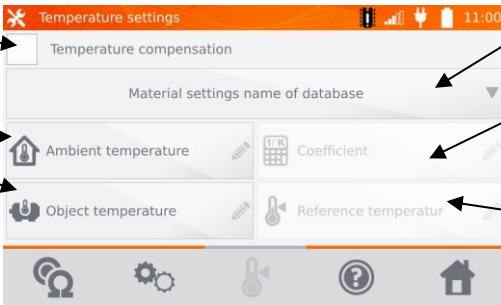 Temperature settings 11:00
Temperature compensation
Material settings name of database
Ambient temperature
1/K
Coefficient
Object temperature
Reference temperatur